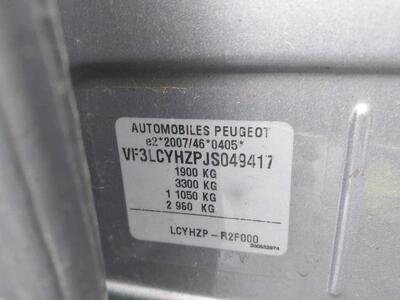 AUTOMOBILES PEUGEOT
e2*2007/46*0405*
VF3LCYHZPJS049417
1900 KG
3300 KG
1 1050 KG
2 960 KG
LCYHZP-R2F000